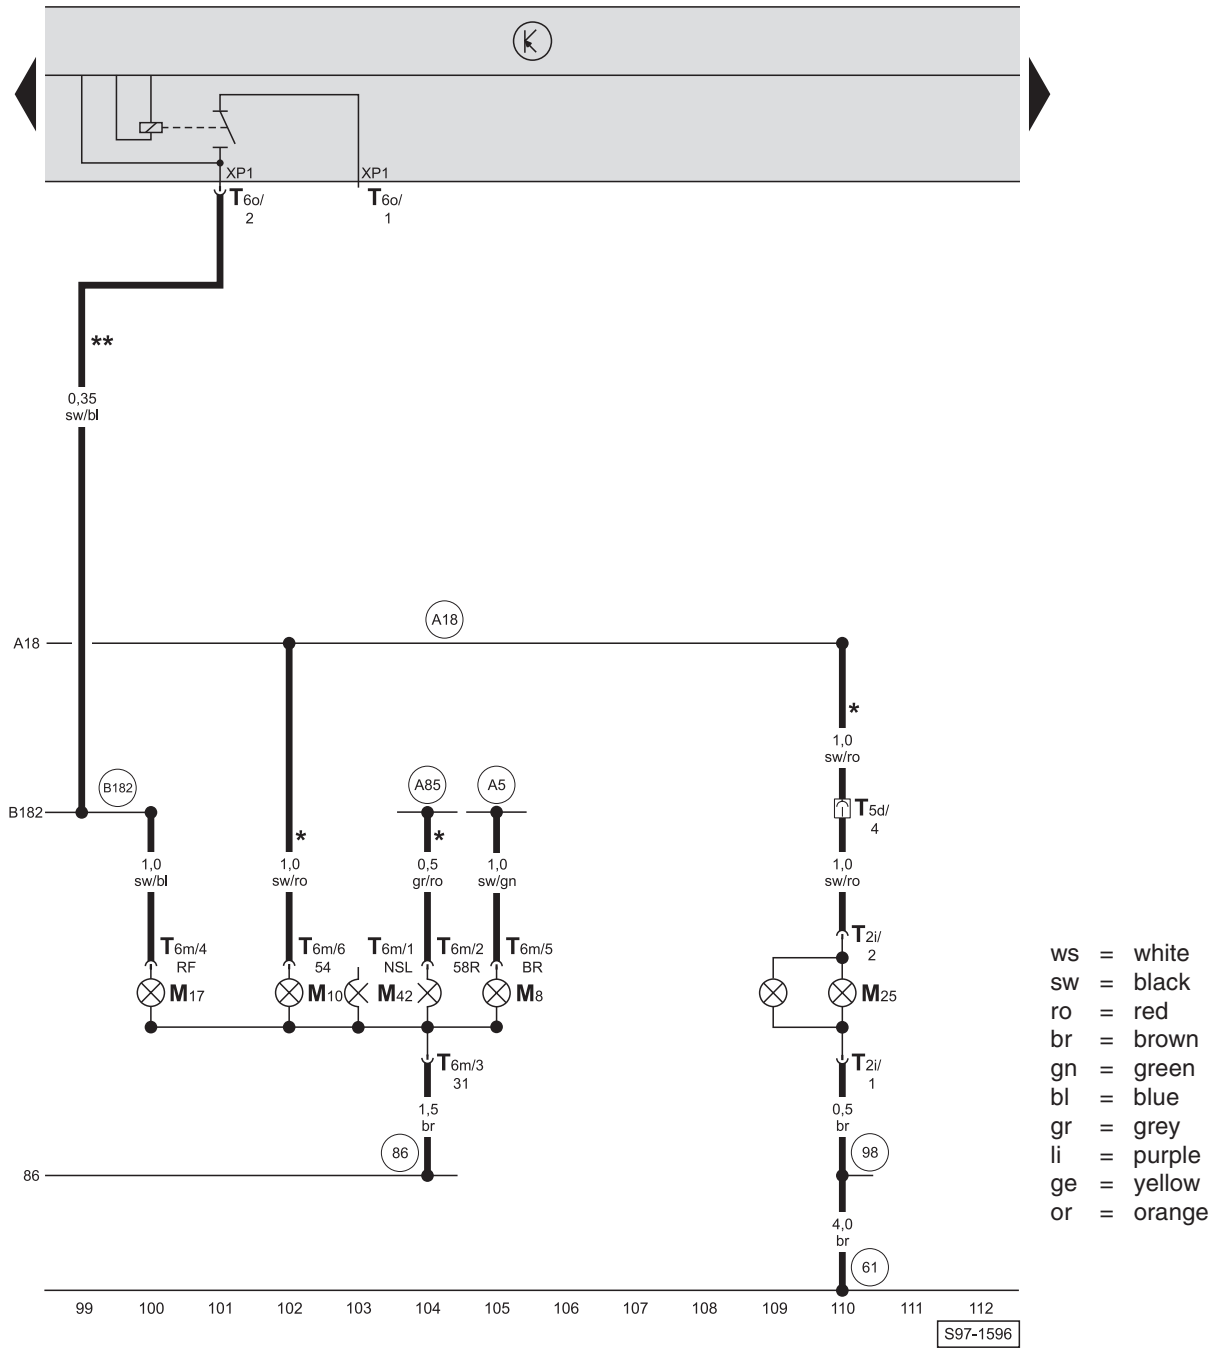 K
XP1 XP1
T6o/ T6o/
2 1
**
0,35
sw/bl
A18
A18
*
1,0
sw/ro
B182 A85 A5
B182
T5d/
4
* *
1,0 1,0 0,5 1,0 1,0
sw/bl sw/ro gr/ro sw/gn sw/ro
T6m/4 T6m/6 T6m/1 T6m/2 T6m/5 T2i/
RF 54 NSL 58R BR 2
M17 M10 M42 M8 M25
T6m/3 T2i/
31 1
1,5 0,5
br br
86 98
86
4,0
br
61
99 100 101 102 103 104 105 106 107 108 109 110 111 112
S97-1596
ws = white
sw = black
ro = red
br = brown
gn = green
bl = blue
gr = grey
li = purple
ge = yellow
or = orange